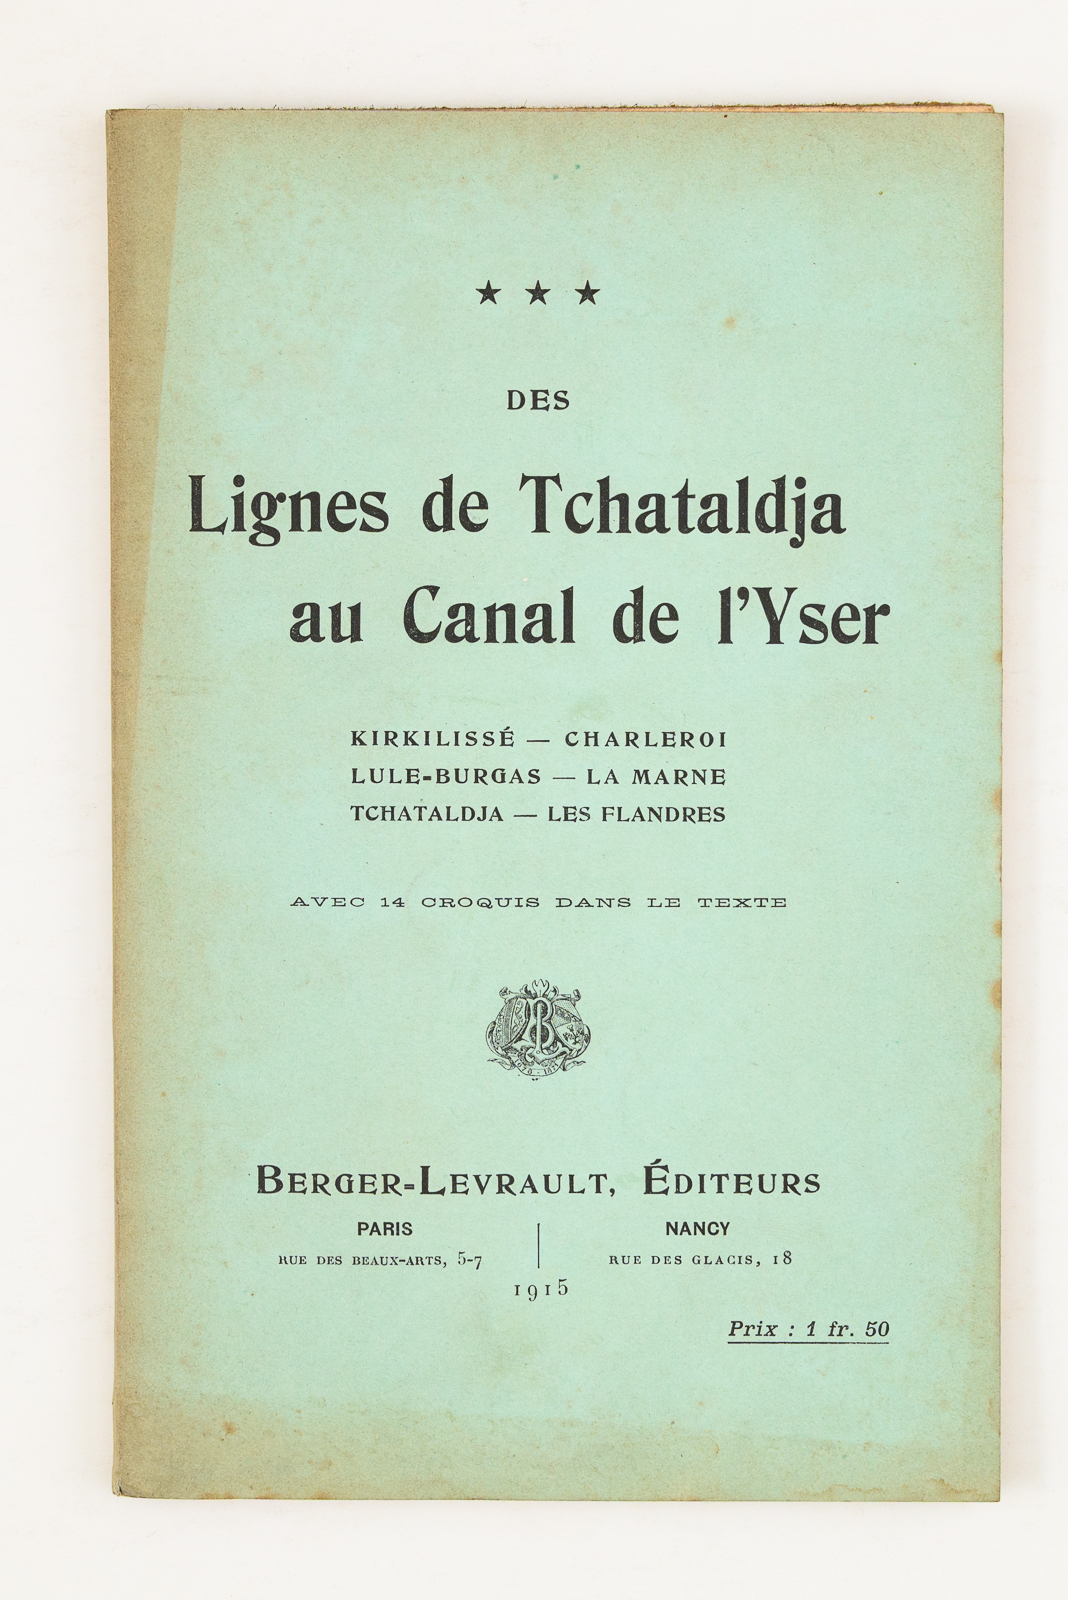 ★ ★ ★
DES
Lignes de Tchataldja
au Canal de l'Yser
KIRKILISSÉ — CHARLEROI
LULE-BURGAS — LA MARNE
TCHATALDJA — LES FLANDRES
AVEC 14 CROQUIS DANS LE TEXTE
BERGER-LEVRAULT, ÉDITEURS
PARIS
RUE DES BEAUX-ARTS, 5-7
NANCY
RUE DES GLACIS, 18
1915
Prix : 1 fr. 50